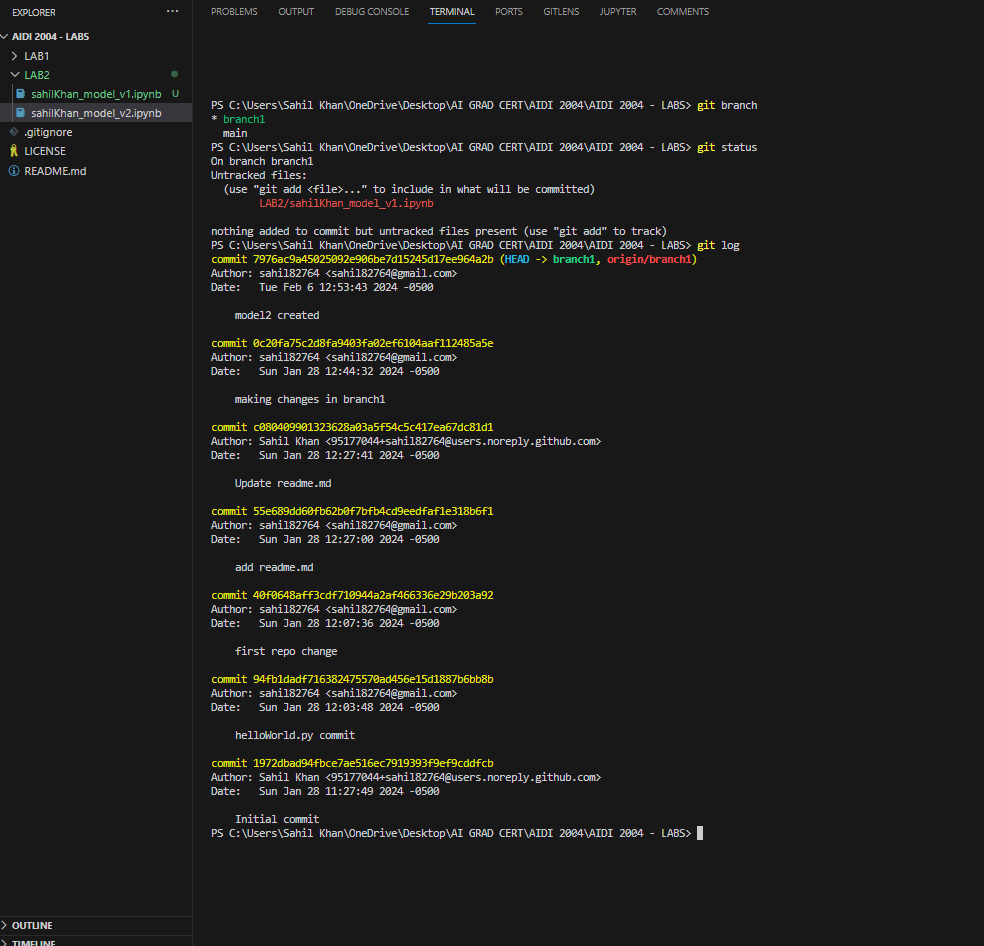 EXPLORER
...
PROBLEMS OUTPUT DEBUG CONSOLE TERMINAL PORTS GITLENS JUPYTER COMMENTS
AIDI 2004 - LABS
LAB1
LAB2
sahilKhan_model_v1.ipynb U
sahilKhan_model_v2.ipynb
.gitignore
LICENSE
README.md
OUTLINE
TIMELINE
PS C:\Users\Sahil Khan\OneDrive\Desktop\AI GRAD CERT\AIDI 2004\AIDI 2004 - LABS> git branch
* branch1
main
PS C:\Users\Sahil Khan\OneDrive\Desktop\AI GRAD CERT\AIDI 2004\AIDI 2004 - LABS> git status
On branch branch1
Untracked files:
(use "git add <file>..." to include in what will be committed)
LAB2/sahilKhan_model_v1.ipynb
nothing added to commit but untracked files present (use "git add" to track)
PS C:\Users\Sahil Khan\OneDrive\Desktop\AI GRAD CERT\AIDI 2004\AIDI 2004 - LABS> git log
commit 7976ac9a45025092e906be7d15245d17ee964a2b (HEAD -> branch1, origin/branch1)
Author: sahil82764 <sahil82764@gmail.com>
Date: Tue Feb 6 12:53:43 2024 -0500
model2 created
commit 0c20fa75c2d8fa9403fa02ef6104aaf112485a5e
Author: sahil82764 <sahil82764@gmail.com>
Date: Sun Jan 28 12:44:32 2024 -0500
making changes in branch1
commit c080409901323628a03a5f54c5c417ea67dc81d1
Author: Sahil Khan <95177044+sahil82764@users.noreply.github.com>
Date: Sun Jan 28 12:27:41 2024 -0500
Update readme.md
commit 55e689dd60fb62b0f7bfb4cd9eedfaf1e318b6f1
Author: sahil82764 <sahil82764@gmail.com>
Date: Sun Jan 28 12:27:00 2024 -0500
add readme.md
commit 40f0648aff3cdf710944a2af466336e29b203a92
Author: sahil82764 <sahil82764@gmail.com>
Date: Sun Jan 28 12:07:36 2024 -0500
first repo change
commit 94fb1dadf716382475570ad456e15d1887b6bb8b
Author: sahil82764 <sahil82764@gmail.com>
Date: Sun Jan 28 12:03:48 2024 -0500
helloWorld.py commit
commit 1972dbad94fbce7ae516ec7919393f9ef9cddfcb
Author: Sahil Khan <95177044+sahil82764@users.noreply.github.com>
Date: Sun Jan 28 11:27:49 2024 -0500
Initial commit
PS C:\Users\Sahil Khan\OneDrive\Desktop\AI GRAD CERT\AIDI 2004\AIDI 2004 - LABS>